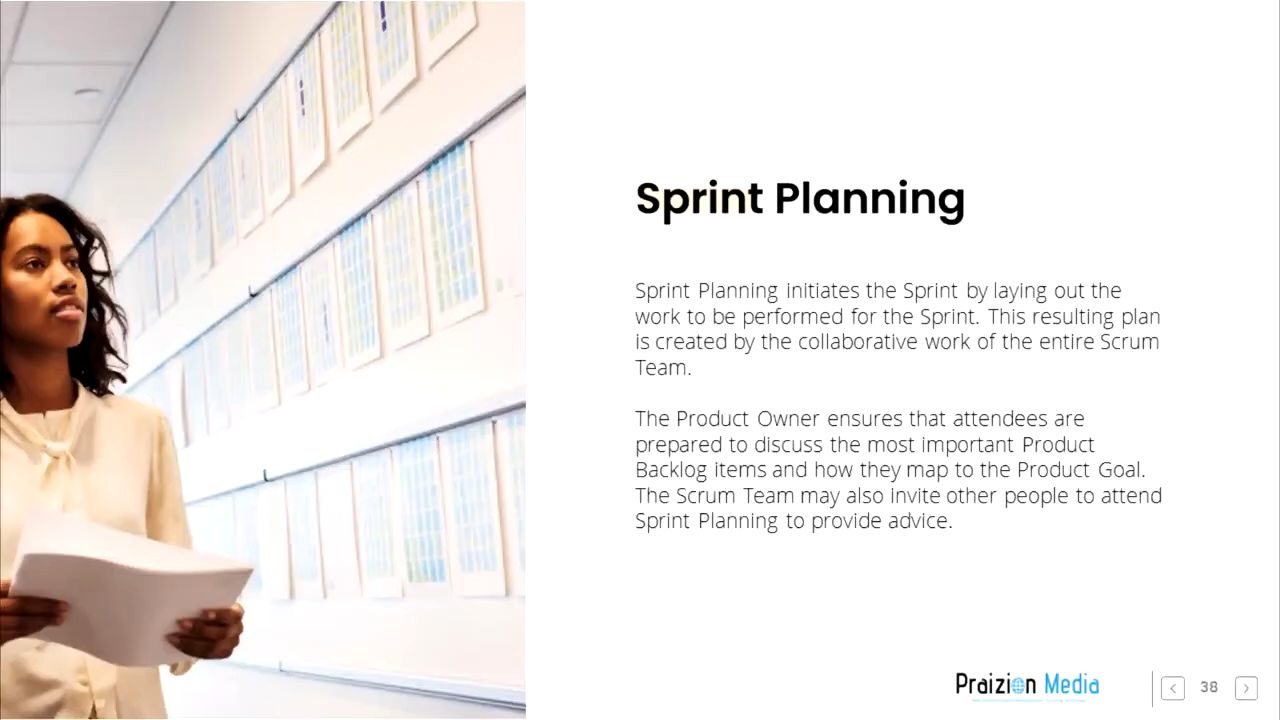 Sprint Planning
Sprint Planning initiates the Sprint by laying out the
work to be performed for the Sprint. This resulting plan
is created by the collaborative work of the entire Scrum
Team.
The Product Owner ensures that attendees are
prepared to discuss the most important Product
Backlog items and how they map to the Product Goal.
The Scrum Team may also invite other people to attend
Sprint Planning to provide advice.
Praizion Media
38